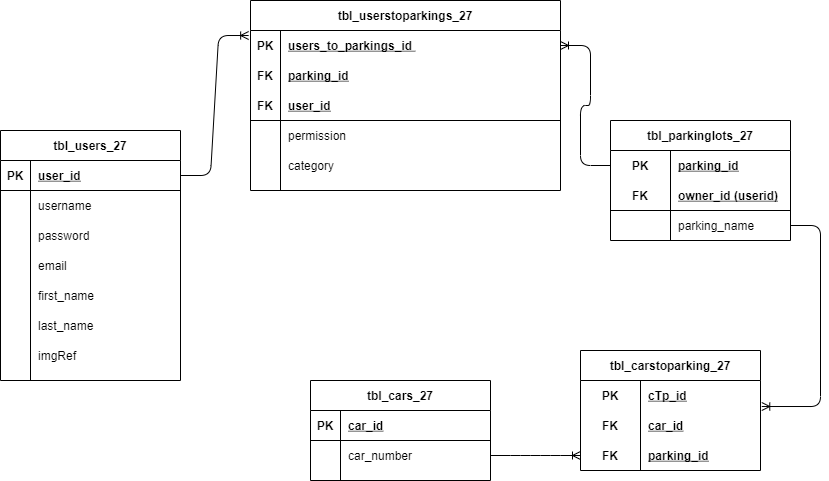 tbl_userstoparkings_27
PK users_to_parkings_id
FK parking_id
FK user_id
permission
category
tbl_users_27
PK user_id
username
password
email
first_name
last_name
imgRef
tbl_parkinglots_27
PK parking_id
FK owner_id (userid)
parking_name
tbl_carstoparking_27
PK cTp_id
FK car_id
FK parking_id
tbl_cars_27
PK car_id
car_number